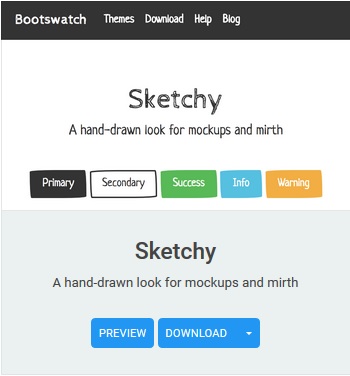 Bootswatch Themes Download Help Blog
Sketchy
A hand-drawn look for mockups and mirth
Primary Secondary Success Info Warning
Sketchy
A hand-drawn look for mockups and mirth
PREVIEW DOWNLOAD